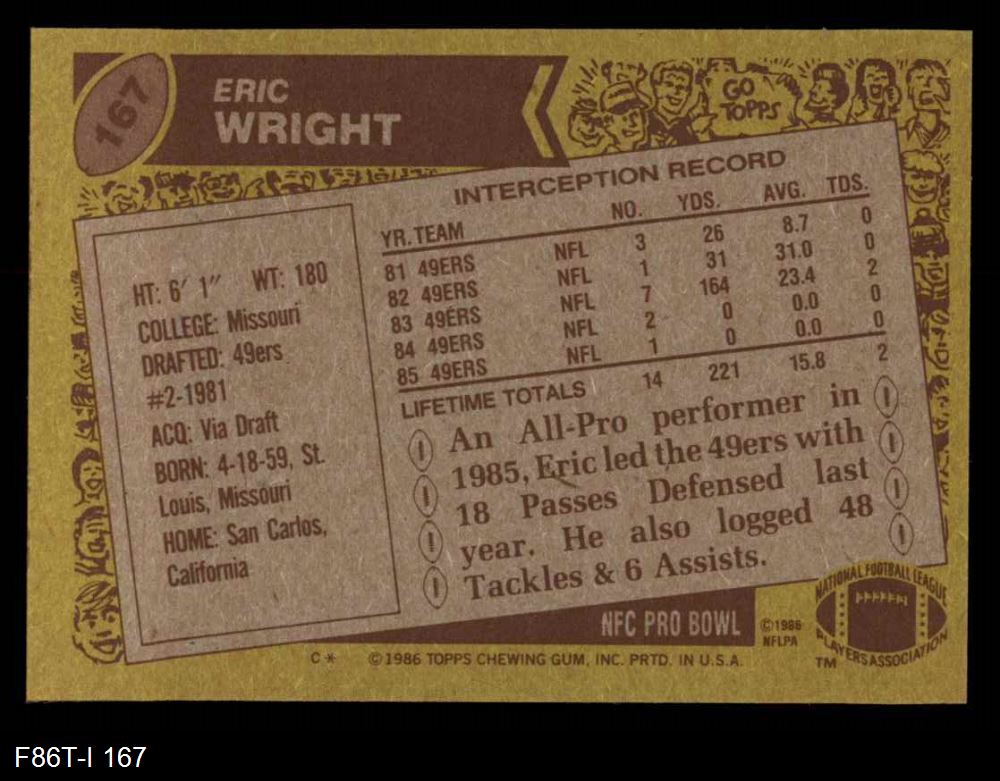 167
ERIC
WRIGHT
GO
TOPPS
INTERCEPTION RECORD
YR. TEAM NO. YDS. AVG. TDS.
81 49ERS NFL 3 26 8.7 0
82 49ERS NFL 1 31 31.0 0
83 49ERS NFL 7 164 23.4 2
84 49ERS NFL 2 0 0.0 0
85 49ERS NFL 1 0 0.0 0
LIFETIME TOTALS 14 221 15.8 2
HT: 6′ 1″ WT: 180
COLLEGE: Missouri
DRAFTED: 49ers
#2-1981
ACQ: Via Draft
BORN: 4-18-59, St.
Louis, Missouri
HOME: San Carlos,
California
An All-Pro performer in
1985, Eric led the 49ers with
18 Passes Defensed last
year. He also logged 48
Tackles & 6 Assists.
NFC PRO BOWL
©1986
NFLPA
NATIONAL FOOTBALL LEAGUE
PLAYERS ASSOCIATION
TM
C* ©1986 TOPPS CHEWING GUM, INC. PRTD. IN U.S.A.
F86T-I 167